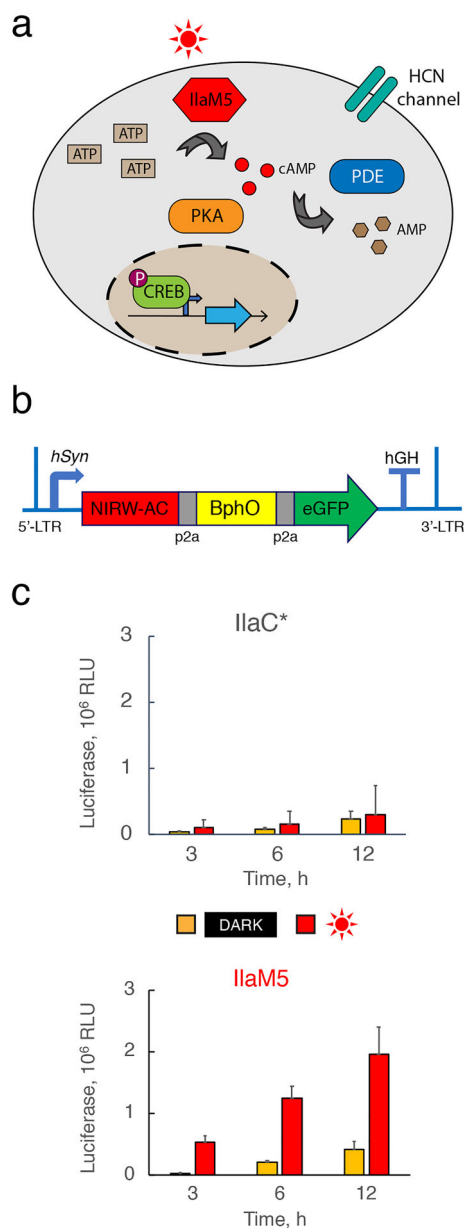 a
IlaM5
HCN
channel
ATP
ATP
ATP
cAMP
PDE
PKA
AMP
P
CREB
b
hSyn
hGH
NIRW-AC
BphO
eGFP
5'-LTR
p2a
p2a
3'-LTR
c
IlaC*
Luciferase, 10⁶ RLU
3
2
1
0
3
6
12
Time, h
DARK
IlaM5
Luciferase, 10⁶ RLU
3
2
1
0
3
6
12
Time, h